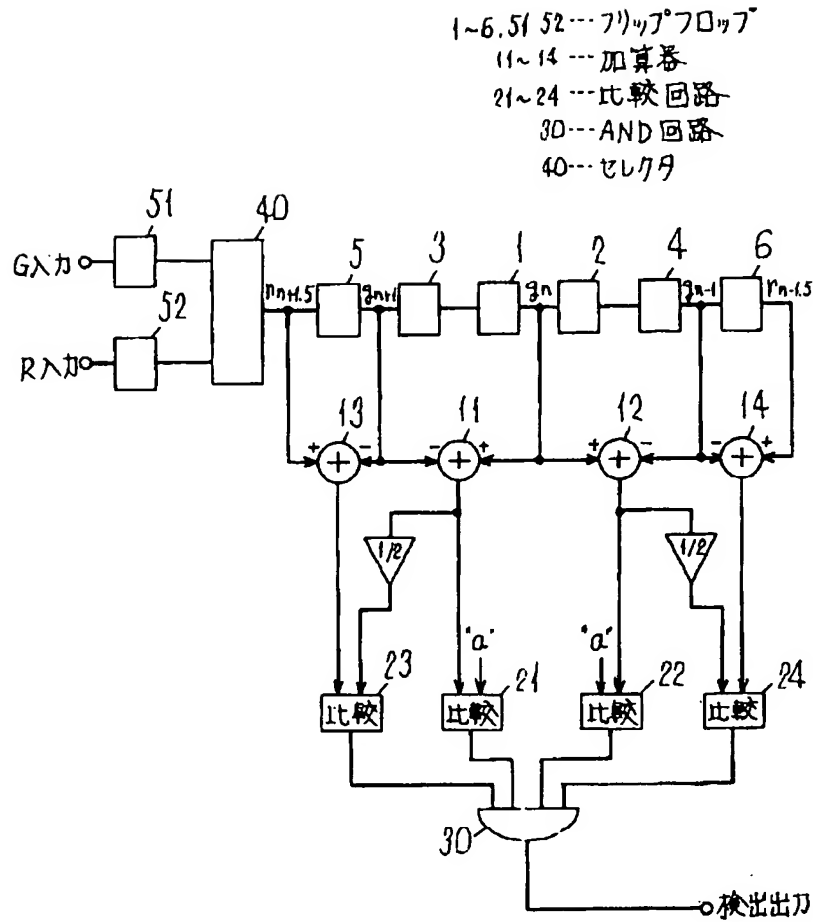 1~6.51 52…フリップフロップ
11~14…加算器
21~24…比較回路
30…AND回路
40…セレクタ
51
40
G入力
5
3
1
2
4
6
rn+1.5
gn+1
gn
gn-1
rn-1.5
52
R入力
13
11
12
14
+
-
-
+
+
-
-
+
+
+
+
+
1/2
1/2
"a"
"a"
23
21
22
24
比較
比較
比較
比較
30
検出出力